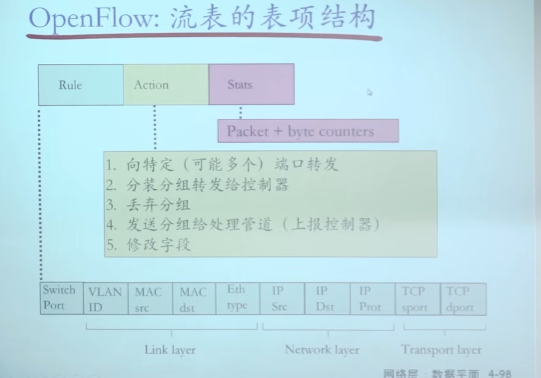 OpenFlow: 流表的表项结构
Rule Action Stats
Packet + byte counters
1. 向特定（可能多个）端口转发
2. 分装分组转发给控制器
3. 丢弃分组
4. 发送分组给处理管道（上报控制器）
5. 修改字段
Switch Port
VLAN ID
MAC src
MAC dst
Eth type
IP Src
IP Dst
IP Prot
TCP sport
TCP dport
Link layer Network layer Transport layer
网络层：数据平面 4-98